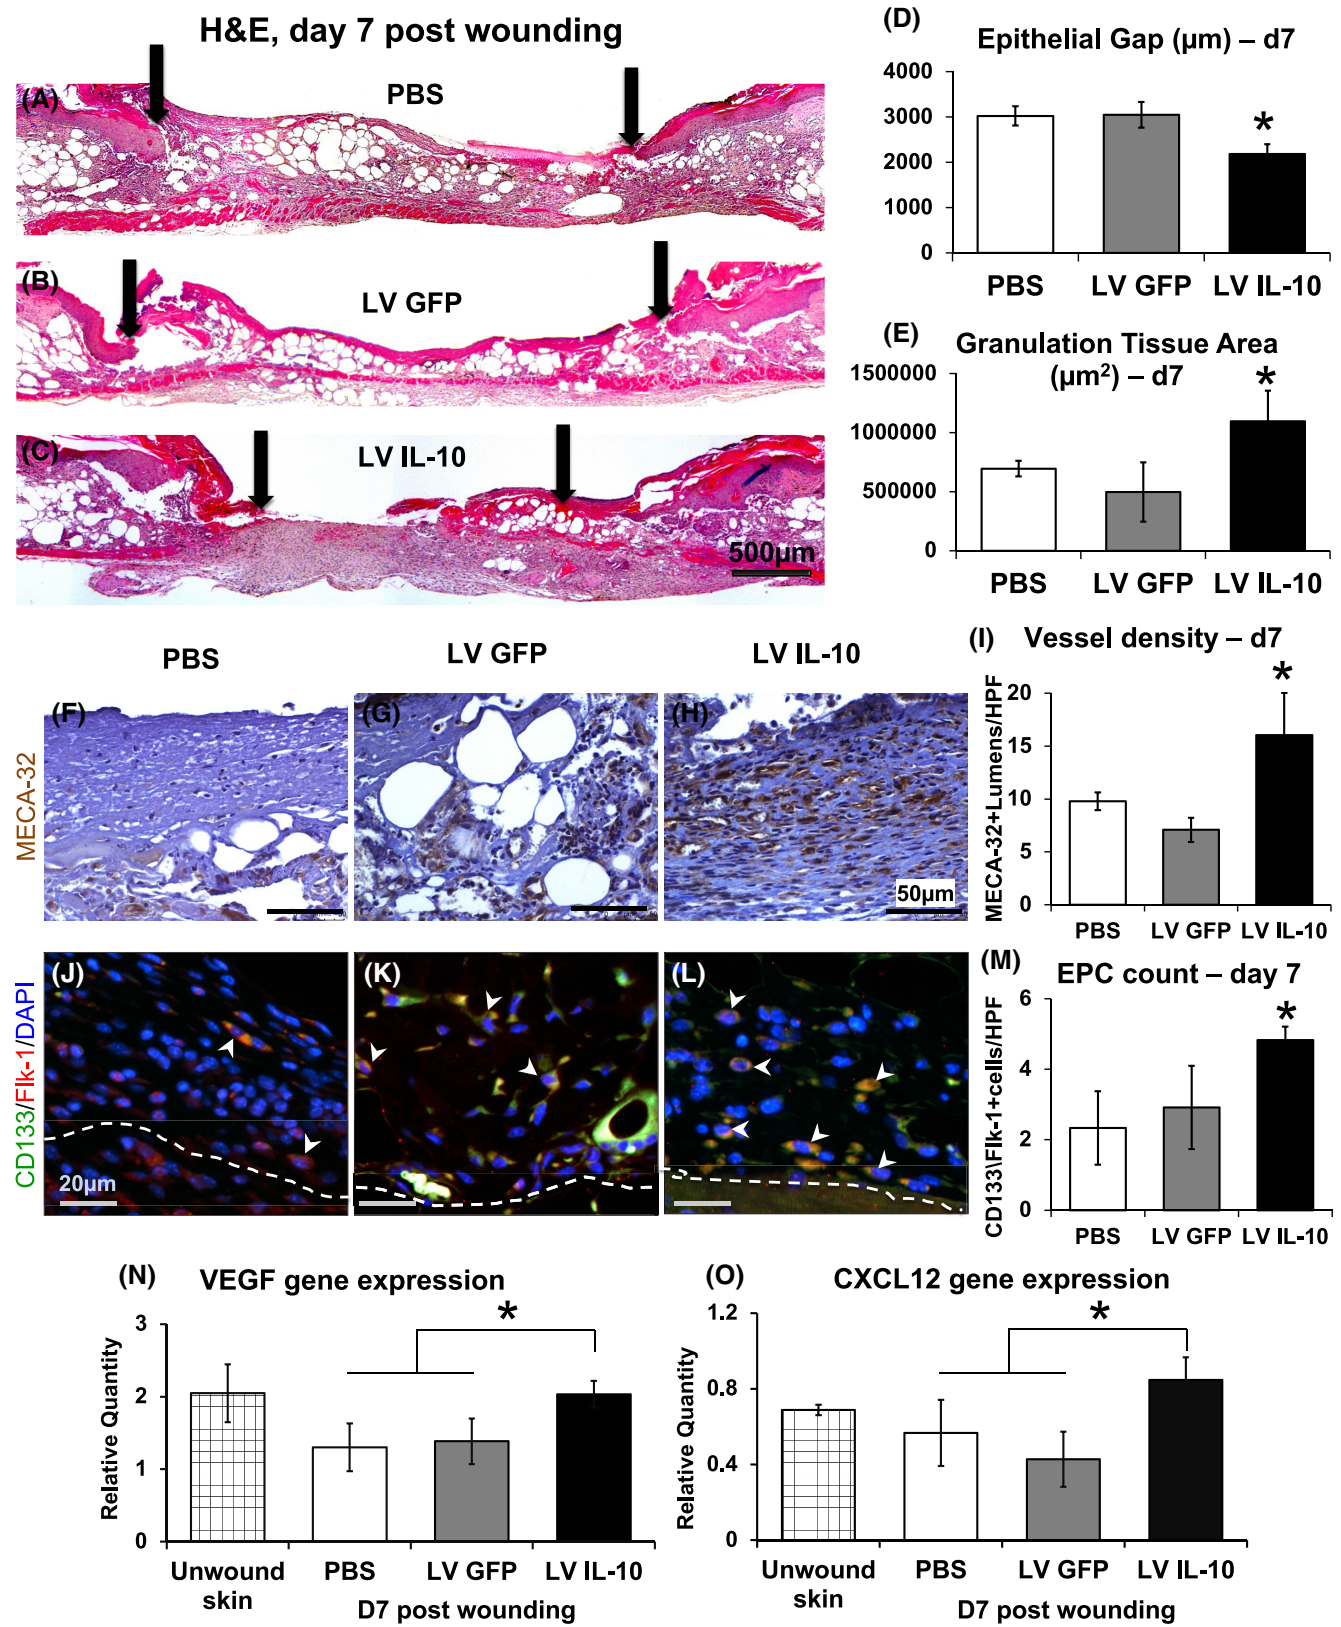 H&E, day 7 post wounding
(A)
PBS
(B)
LV GFP
(C)
LV IL-10
500µm
(D)
Epithelial Gap (µm) – d7
4000
3000
2000
1000
0
*
PBS
LV GFP
LV IL-10
(E)
Granulation Tissue Area
(µm²) – d7
1500000
1000000
500000
0
*
PBS
LV GFP
LV IL-10
PBS
LV GFP
LV IL-10
MECA-32
(F)
(G)
(H)
50µm
(I)
Vessel density – d7
MECA-32+Lumens/HPF
20
15
10
5
0
*
PBS
LV GFP
LV IL-10
CD133/Flk-1/DAPI
(J)
20µm
(K)
(L)
(M)
EPC count – day 7
CD133\Flk-1+cells/HPF
6
4
2
0
*
PBS
LV GFP
LV IL-10
(N)
VEGF gene expression
Relative Quantity
3
2
1
0
*
Unwound
skin
PBS
LV GFP
LV IL-10
D7 post wounding
(O)
CXCL12 gene expression
Relative Quantity
1.2
0.8
0.4
0
*
Unwound
skin
PBS
LV GFP
LV IL-10
D7 post wounding